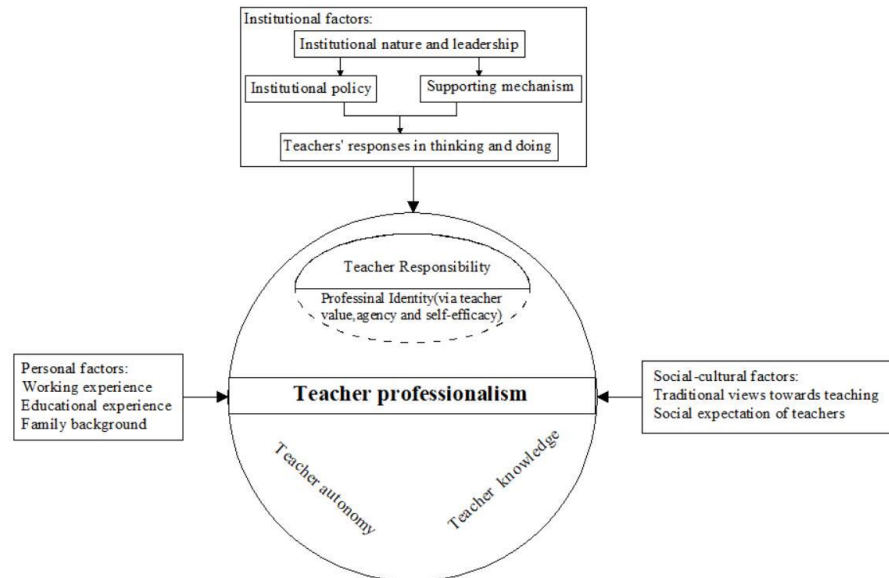 Institutional factors:
Institutional nature and leadership
Institutional policy
Supporting mechanism
Teachers' responses in thinking and doing
Teacher Responsibility
Professinal Identity(via teacher
value,agency and self-efficacy)
Personal factors:
Working experience
Educational experience
Family background
Teacher professionalism
Social-cultural factors:
Traditional views towards teaching
Social expectation of teachers
Teacher autonomy
Teacher knowledge